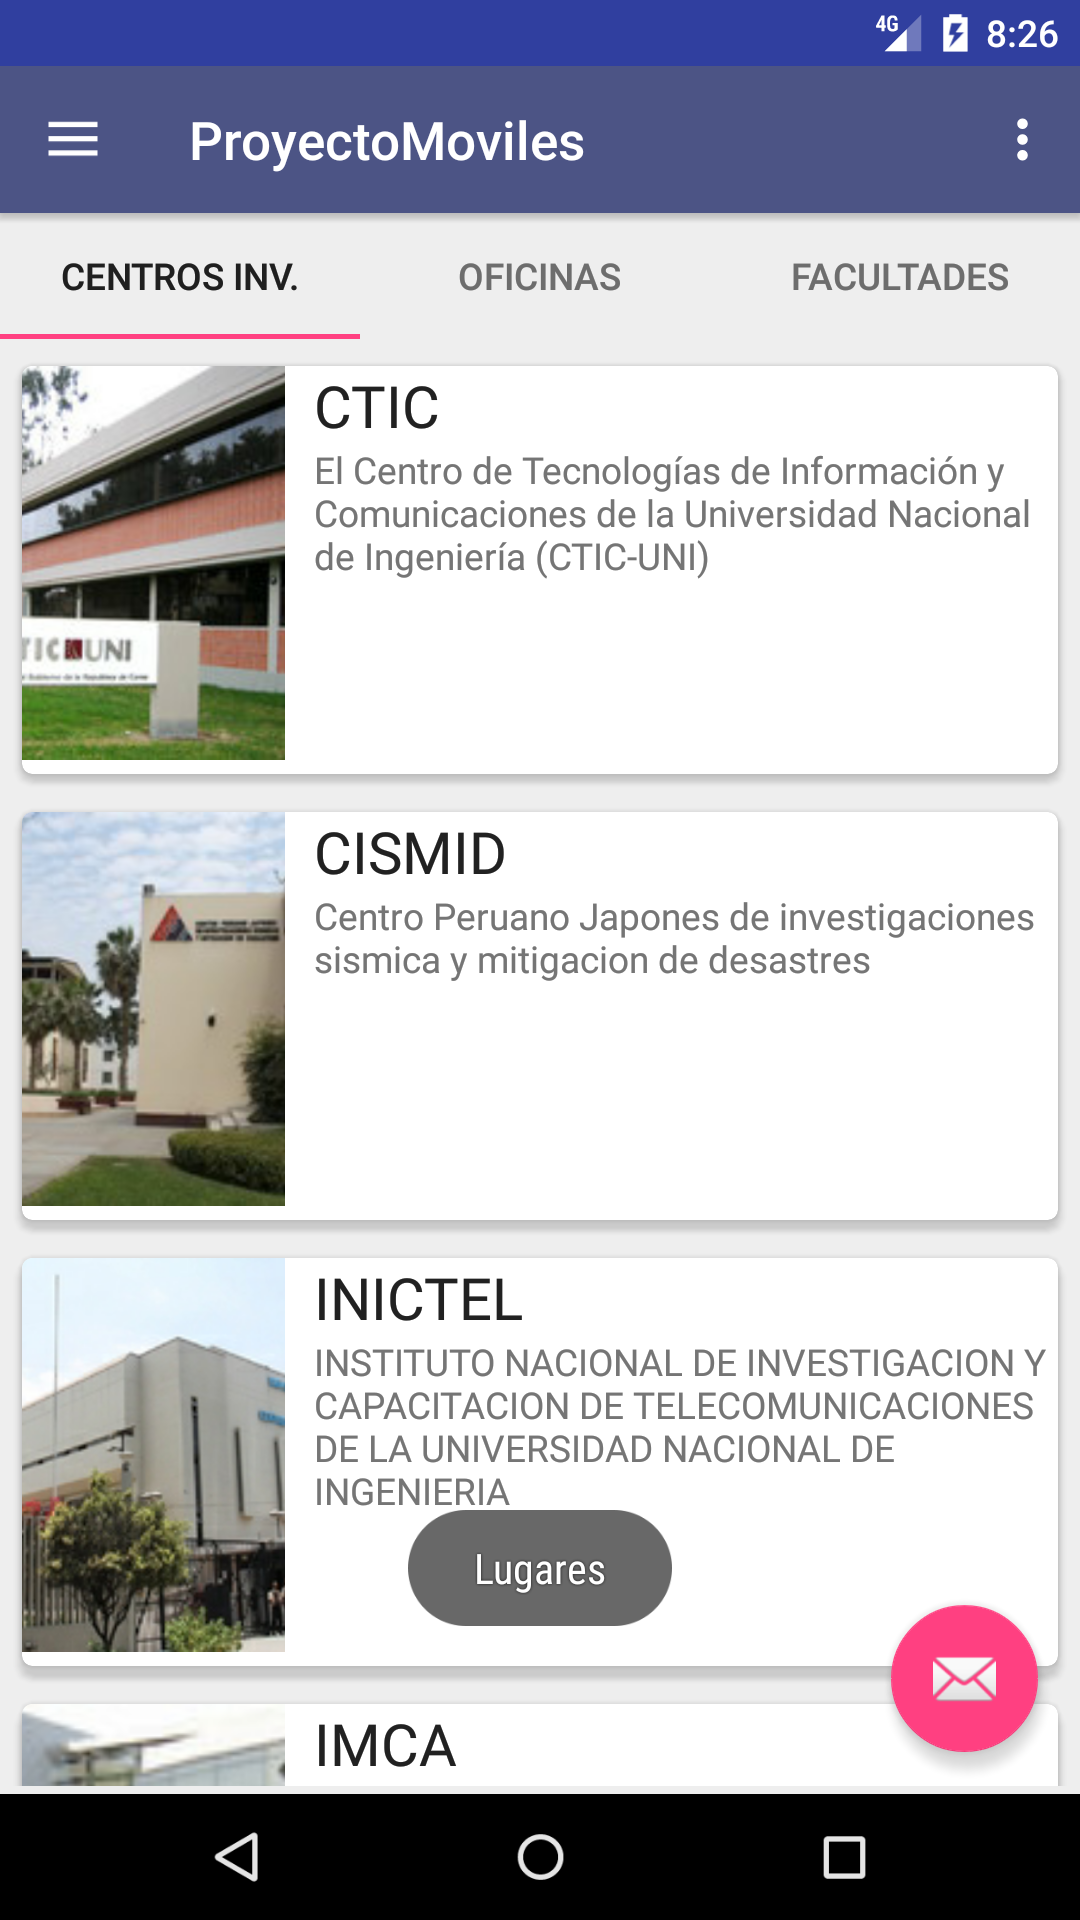 4G 8:26
ProyectoMoviles
CENTROS INV. OFICINAS FACULTADES
CTIC
El Centro de Tecnologías de Información y
Comunicaciones de la Universidad Nacional
de Ingeniería (CTIC-UNI)
TIC UNI
CISMID
Centro Peruano Japones de investigaciones
sismica y mitigacion de desastres
INICTEL
INSTITUTO NACIONAL DE INVESTIGACION Y
CAPACITACION DE TELECOMUNICACIONES
DE LA UNIVERSIDAD NACIONAL DE
INGENIERIA
Lugares
IMCA